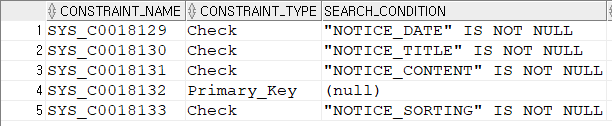 CONSTRAINT_NAME CONSTRAINT_TYPE SEARCH_CONDITION
1 SYS_C0018129 Check "NOTICE_DATE" IS NOT NULL
2 SYS_C0018130 Check "NOTICE_TITLE" IS NOT NULL
3 SYS_C0018131 Check "NOTICE_CONTENT" IS NOT NULL
4 SYS_C0018132 Primary_Key (null)
5 SYS_C0018133 Check "NOTICE_SORTING" IS NOT NULL